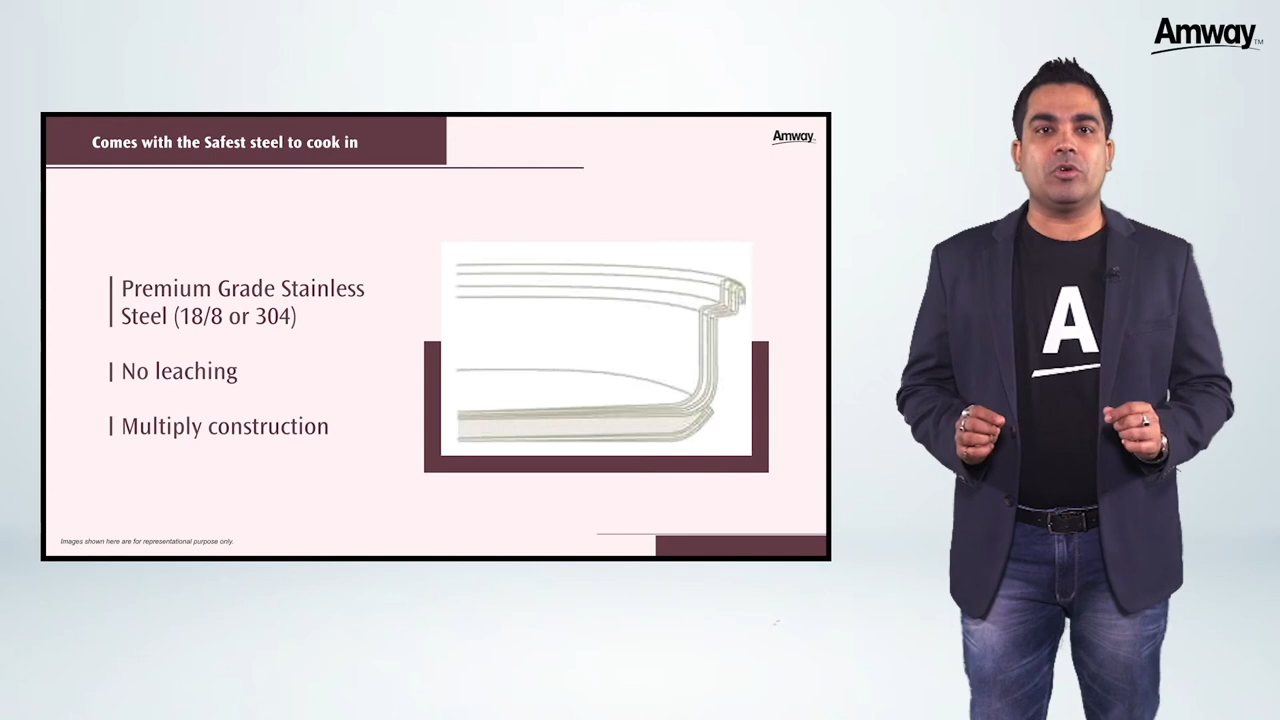 Amway™
Comes with the Safest steel to cook in
Amway
Premium Grade Stainless
Steel (18/8 or 304)
No leaching
Multiply construction
Images shown here are for representational purpose only.
A